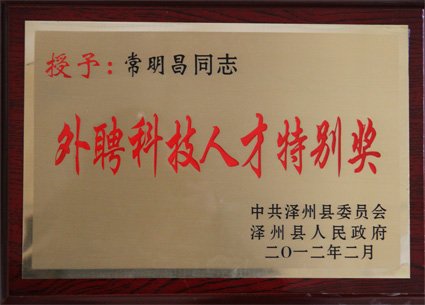 授予：常明昌同志
外聘科技人才特别奖
中共泽州县委员会
泽州县人民政府
二〇一二年二月